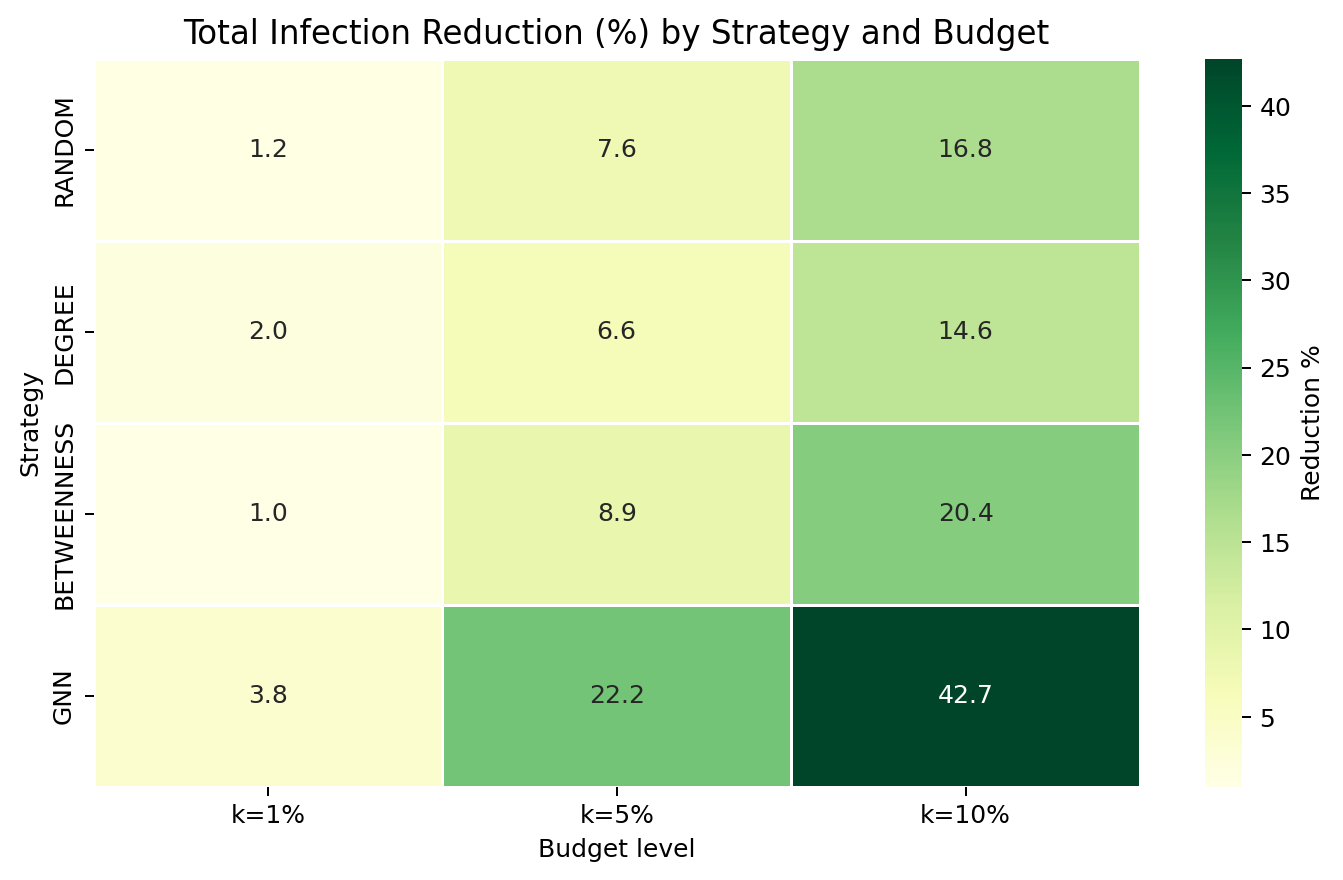 Total Infection Reduction (%) by Strategy and Budget
Strategy
RANDOM
1.2
7.6
16.8
DEGREE
2.0
6.6
14.6
BETWEENNESS
1.0
8.9
20.4
GNN
3.8
22.2
42.7
k=1%
k=5%
k=10%
Budget level
40
35
30
25
20
15
10
5
Reduction %